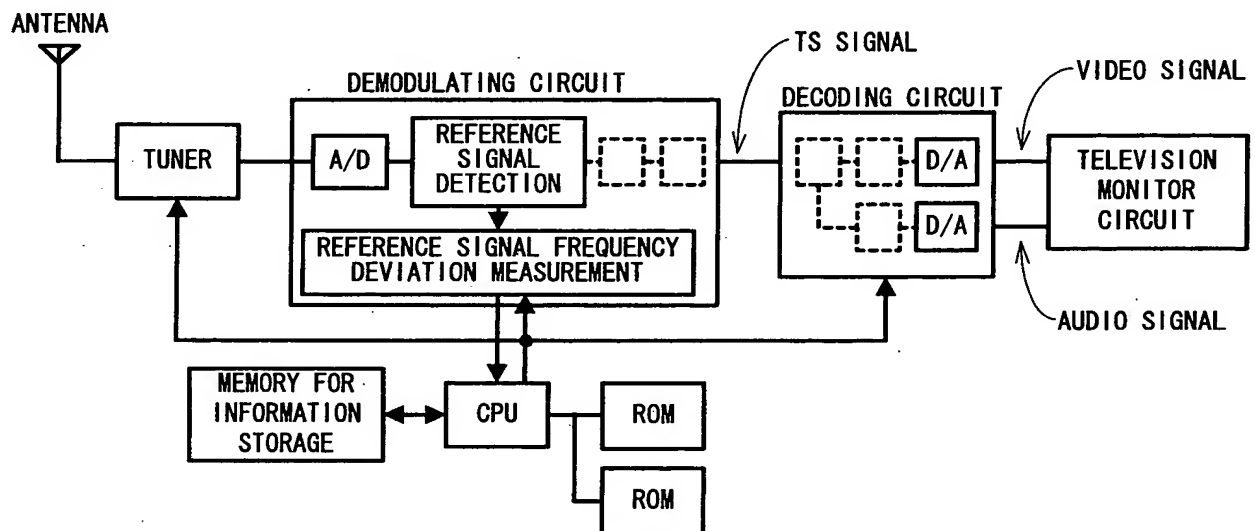 ANTENNA
TS SIGNAL
DEMODULATING CIRCUIT
VIDEO SIGNAL
DECODING CIRCUIT
TUNER
A/D
REFERENCE
SIGNAL
DETECTION
D/A
TELEVISION
MONITOR
CIRCUIT
D/A
REFERENCE SIGNAL FREQUENCY
DEVIATION MEASUREMENT
AUDIO SIGNAL
MEMORY FOR
INFORMATION
STORAGE
CPU
ROM
ROM